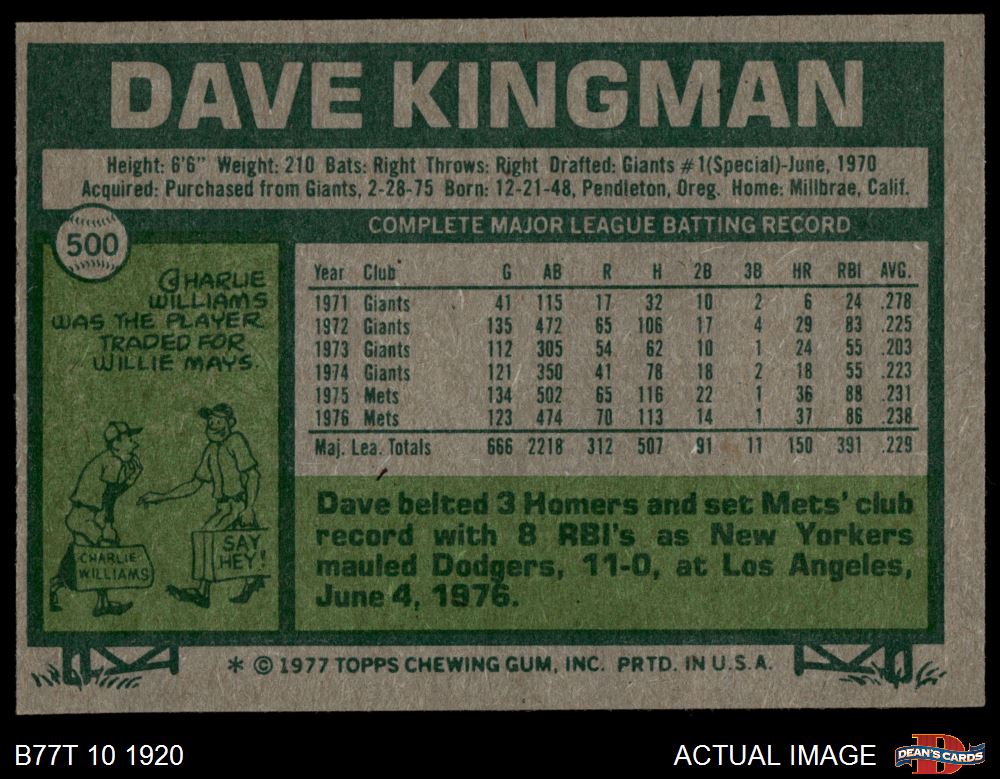 DAVE KINGMAN
Height: 6'6" Weight: 210 Bats: Right Throws: Right Drafted: Giants #1(Special)-June, 1970
Acquired: Purchased from Giants, 2-28-75 Born: 12-21-48, Pendleton, Oreg. Home: Millbrae, Calif.
500
CHARLIE
WILLIAMS
WAS THE PLAYER
TRADED FOR
WILLIE MAYS.
CHARLIE
WILLIAMS
SAY
HEY!
COMPLETE MAJOR LEAGUE BATTING RECORD
Year Club G AB R H 2B 3B HR RBI AVG.
1971 Giants 41 115 17 32 10 2 6 24 .278
1972 Giants 135 472 65 106 17 4 29 83 .225
1973 Giants 112 305 54 62 10 1 24 55 .203
1974 Giants 121 350 41 78 18 2 18 55 .223
1975 Mets 134 502 65 116 22 1 36 88 .231
1976 Mets 123 474 70 113 14 1 37 86 .238
Maj. Lea. Totals 666 2218 312 507 91 11 150 391 .229
Dave belted 3 Homers and set Mets' club
record with 8 RBI's as New Yorkers
mauled Dodgers, 11-0, at Los Angeles,
June 4, 1976.
* © 1977 TOPPS CHEWING GUM, INC. PRTD. IN U.S.A.
B77T 10 1920
ACTUAL IMAGE
D
DEAN'S CARDS